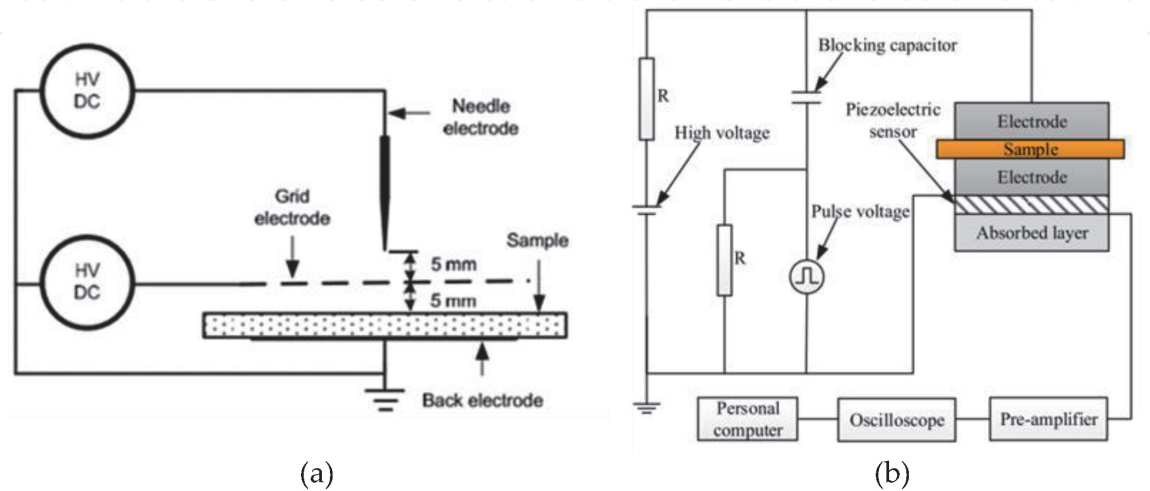 HV
DC
Needle
electrode
Grid
electrode
Sample
5 mm
HV
DC
5 mm
Back electrode
(a)
Blocking capacitor
R
Piezoelectric
sensor
High voltage
Electrode
Sample
Electrode
Pulse voltage
Absorbed layer
R
Personal
computer
Oscilloscope
Pre-amplifier
(b)